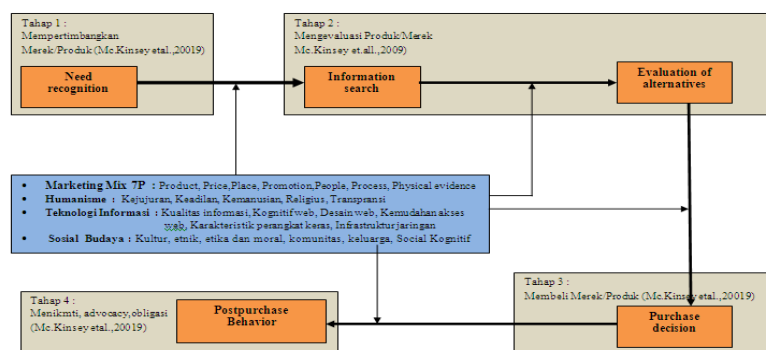 Tahap 1 :
Mempertimbangkan
Merek/Produk (Mc.Kinsey etal.,20019)
Need
recognition
Tahap 2 :
Mengevaluasi Produk/Merek
Mc.Kinsey et.all.,2009)
Information
search
Evaluation of
alternatives
• Marketing Mix 7P : Product, Price,Place, Promotion,People, Process, Physical evidence
• Humanisme : Kejujuran, Keadilan, Kemanusian, Religius, Transpransi
• Teknologi Informasi : Kualitas informasi, Kognitif web, Desain web, Kemudahan akses
web, Karakteristik perangkat keras, Infrastruktur jaringan
• Sosial Budaya : Kultur, etnik, etika dan moral, komunitas, keluarga, Social Kognitif
Tahap 3 :
Membeli Merek/Produk (Mc.Kinsey etal.,20019)
Purchase
decision
Tahap 4 :
Menikmti, advocacy,obligasi
(Mc.Kinsey etal.,20019)
Postpurchase
Behavior